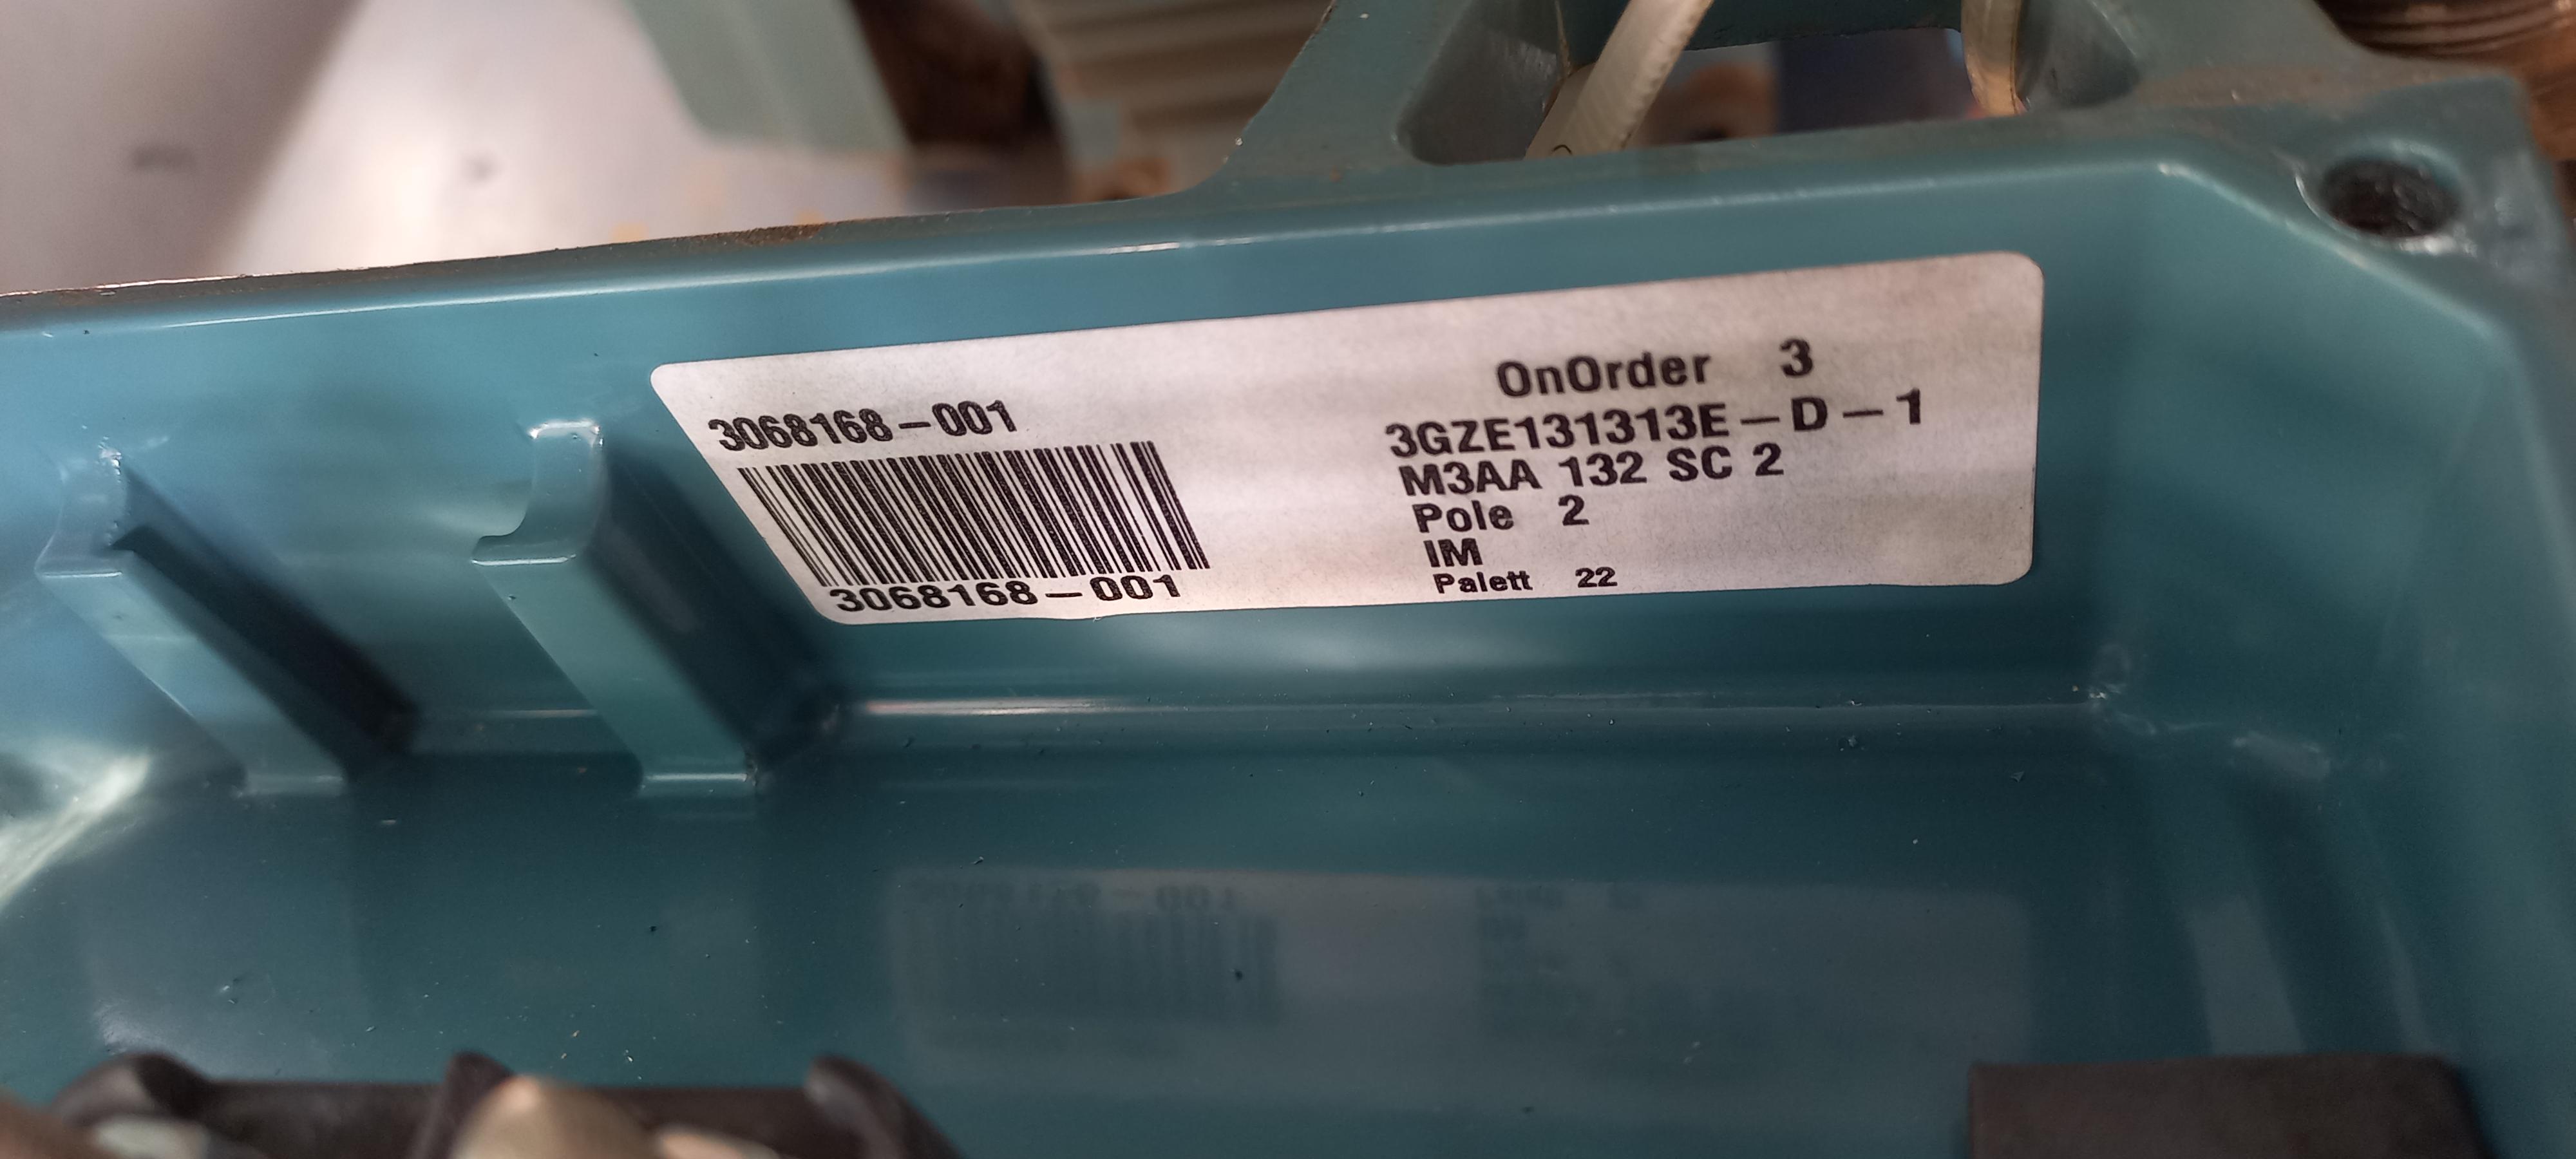 3068168-001
3068168-001
OnOrder 3
3GZE131313E-D-1
M3AA 132 SC 2
Pole 2
IM
Palett 22